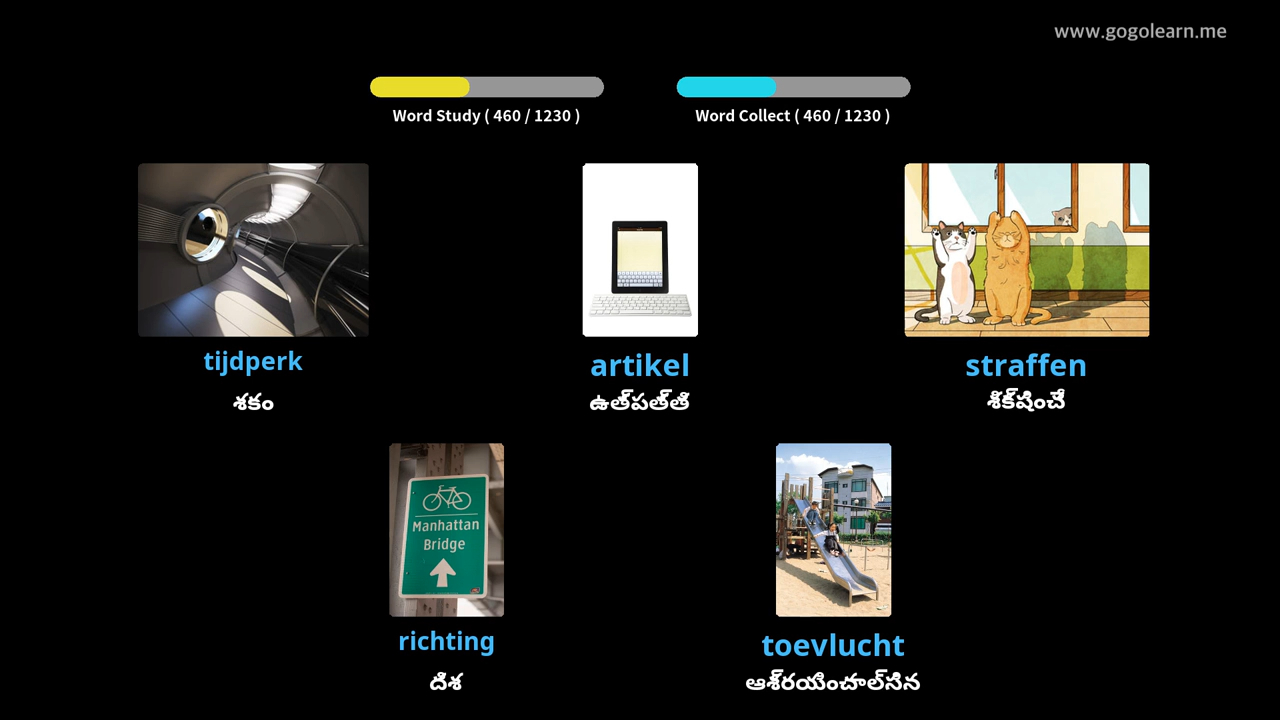 www.gogolearn.me
Word Study ( 460 / 1230 )
Word Collect ( 460 / 1230 )
tijdperk
artikel
straffen
శకం
ఉత్పత్తి
శిక్షించే
Manhattan
Bridge
richting
toevlucht
దిశ
ఆశ్రయించాల్సిన